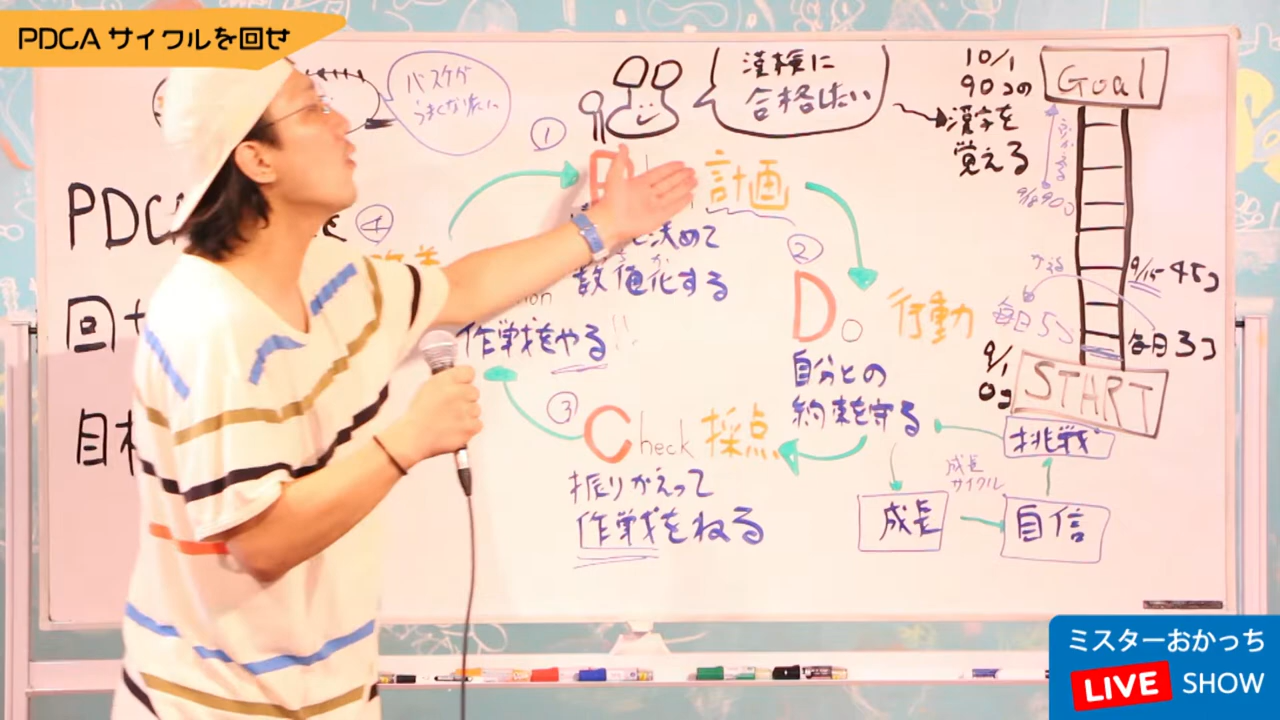 PDCAサイクルを回せ
バスケが
うまくなりたい
漢検に
合格したい
10/1
90コの
漢字を
覚える
Goal
9/15 45コ
毎日3コ
毎日5コ
9/1
START
PDCA
回
目
①
計画
決めて
数値化する
②
Do 行動
自分との
約束を守る
③
Check 採点
振りかえって
作戦をねる
④
作戦をやる!!
挑戦
成長
サイクル
成長
自信
ミスターおかっち
LIVE SHOW